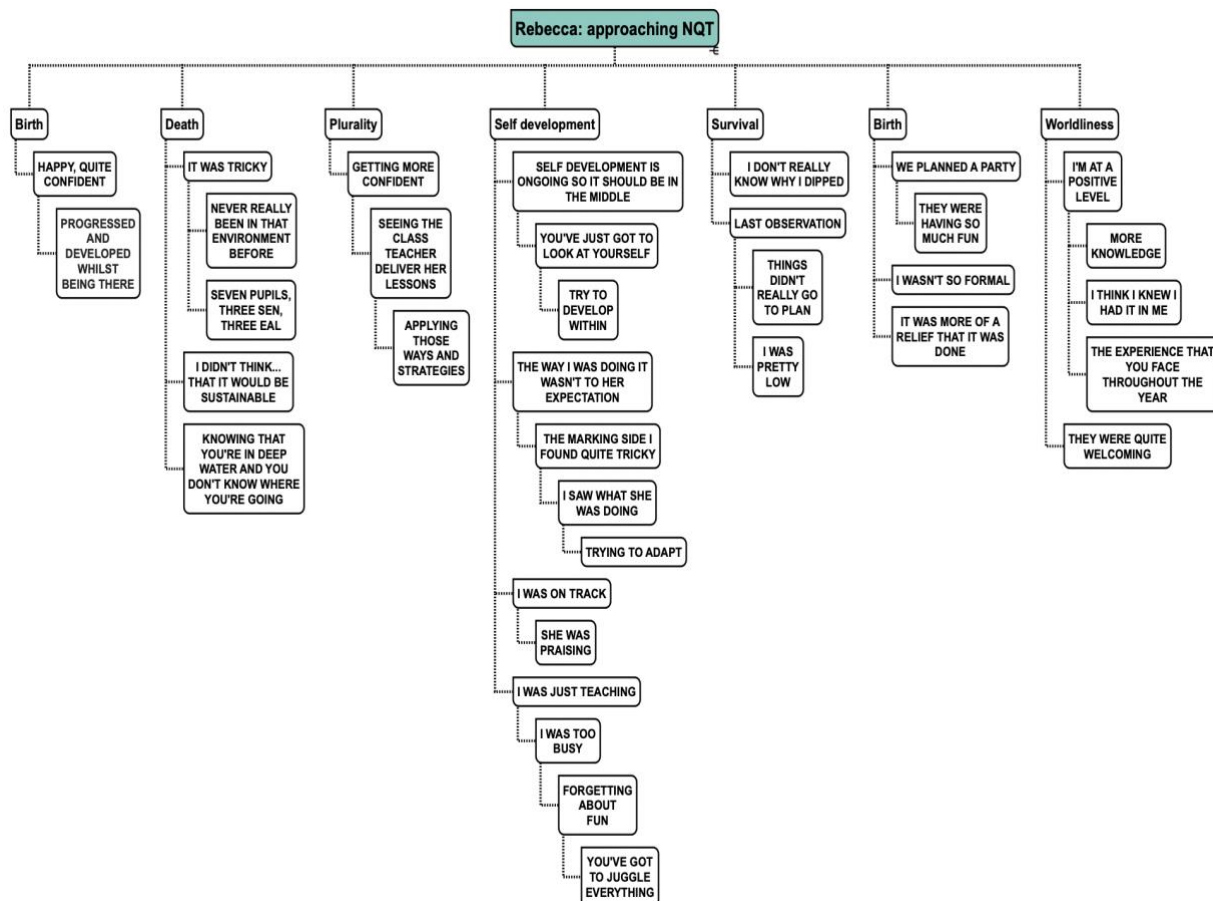 Rebecca: approaching NQT
Birth
HAPPY, QUITE
CONFIDENT
PROGRESSED
AND
DEVELOPED
WHILST
BEING THERE
Death
IT WAS TRICKY
NEVER REALLY
BEEN IN THAT
ENVIRONMENT
BEFORE
SEVEN PUPILS,
THREE SEN,
THREE EAL
I DIDN'T THINK...
THAT IT WOULD BE
SUSTAINABLE
KNOWING THAT
YOU'RE IN DEEP
WATER AND YOU
DON'T KNOW WHERE
YOU'RE GOING
Plurality
GETTING MORE
CONFIDENT
SEEING THE
CLASS
TEACHER
DELIVER HER
LESSONS
APPLYING
THOSE
WAYS AND
STRATEGIES
Self development
SELF DEVELOPMENT IS
ONGOING SO IT SHOULD BE IN
THE MIDDLE
YOU'VE JUST GOT TO
LOOK AT YOURSELF
TRY TO
DEVELOP
WITHIN
THE WAY I WAS DOING IT
WASN'T TO HER
EXPECTATION
THE MARKING SIDE I
FOUND QUITE TRICKY
I SAW WHAT SHE
WAS DOING
TRYING TO ADAPT
I WAS ON TRACK
SHE WAS
PRAISING
I WAS JUST TEACHING
I WAS TOO
BUSY
FORGETTING
ABOUT
FUN
YOU'VE GOT
TO JUGGLE
EVERYTHING
Survival
I DON'T REALLY
KNOW WHY I DIPPED
LAST OBSERVATION
THINGS
DIDN'T
REALLY GO
TO PLAN
I WAS
PRETTY
LOW
Birth
WE PLANNED A PARTY
THEY WERE
HAVING SO
MUCH FUN
I WASN'T SO FORMAL
IT WAS MORE OF A
RELIEF THAT IT WAS
DONE
Worldliness
I'M AT A
POSITIVE
LEVEL
MORE
KNOWLEDGE
I THINK I KNEW I
HAD IT IN ME
THE EXPERIENCE THAT
YOU FACE
THROUGHOUT THE
YEAR
THEY WERE QUITE
WELCOMING